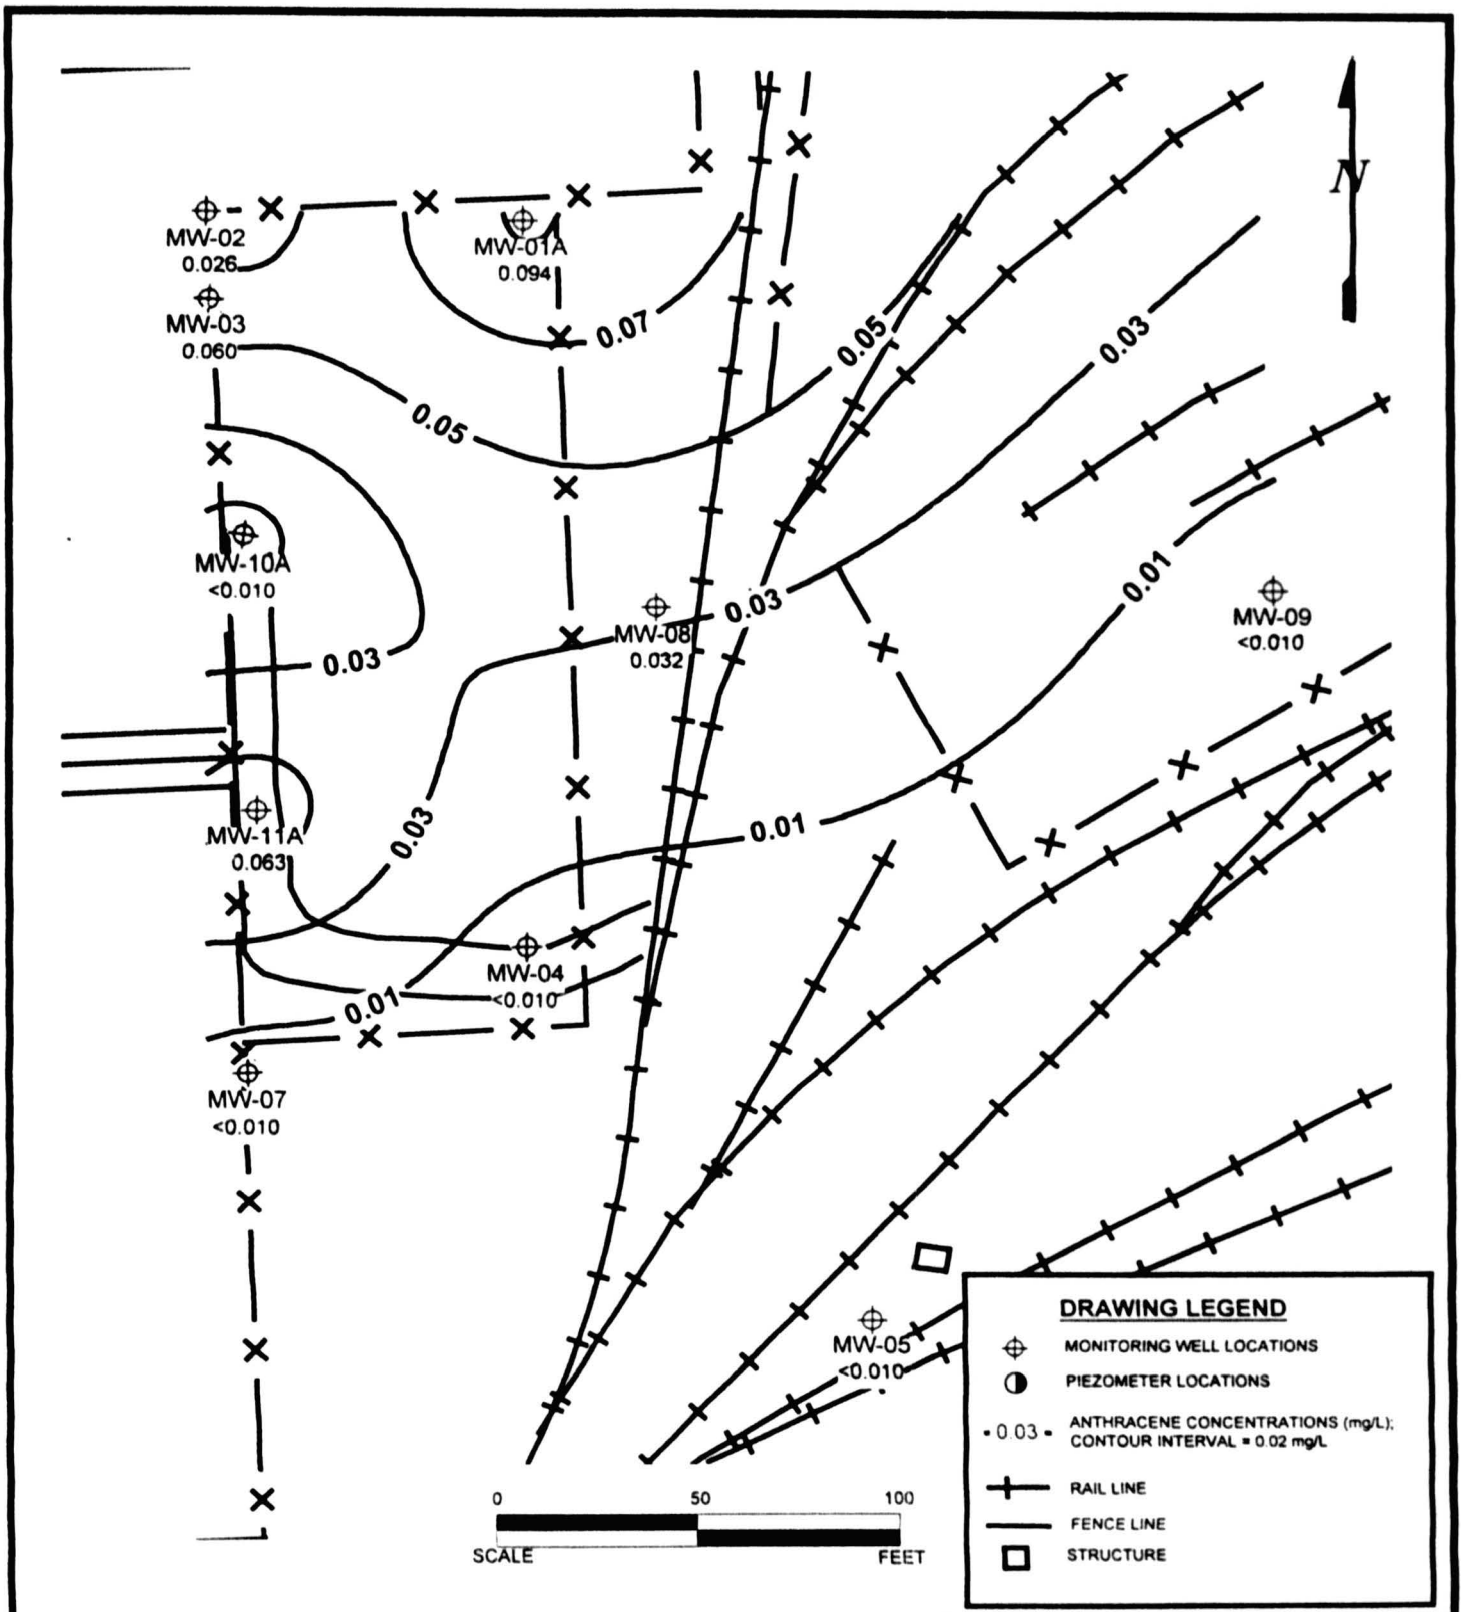 N
MW-02
0.026
MW-01A
0.094
MW-03
0.060
0.07
0.05
0.03
0.05
MW-10A
<0.010
0.01
MW-09
<0.010
0.03
MW-08
0.032
0.03
0.03
0.01
MW-11A
0.063
MW-04
<0.010
0.01
MW-07
<0.010
MW-05
<0.010
DRAWING LEGEND
MONITORING WELL LOCATIONS
PIEZOMETER LOCATIONS
- 0.03 -
ANTHRACENE CONCENTRATIONS (mg/L);
CONTOUR INTERVAL = 0.02 mg/L
RAIL LINE
FENCE LINE
STRUCTURE
0 50 100
SCALE FEET